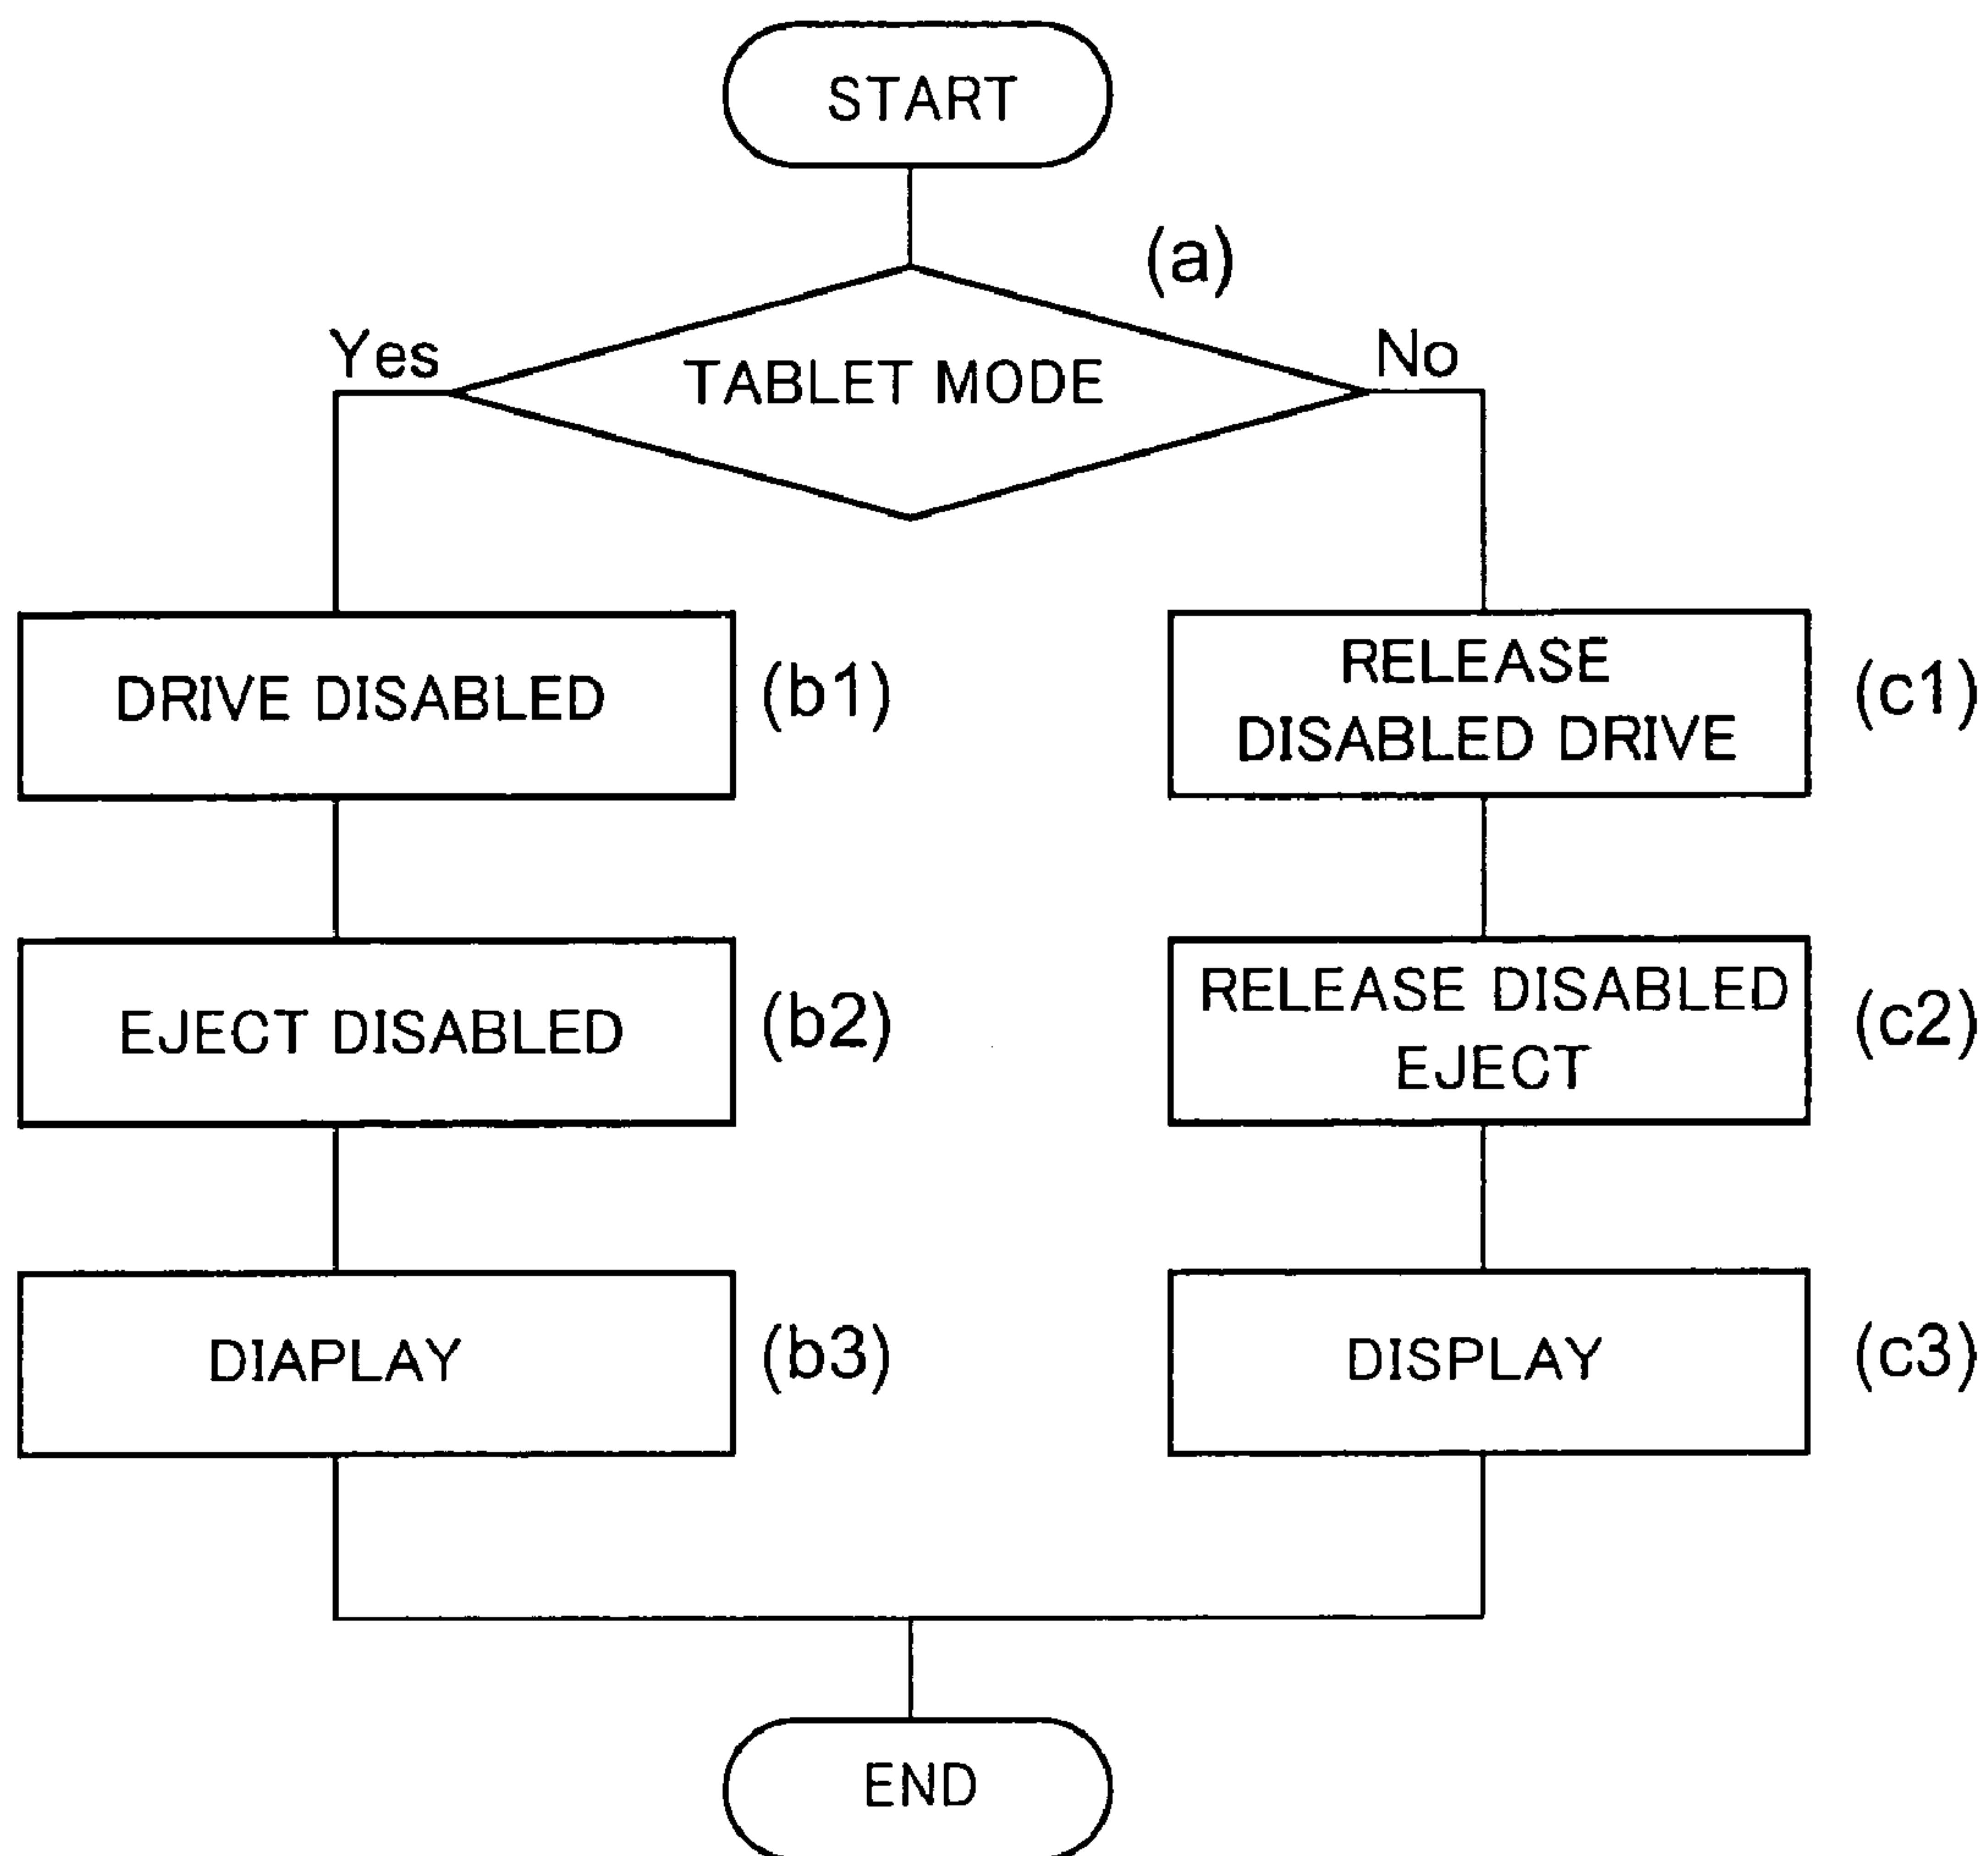 START
(a)
Yes
TABLET MODE
No
DRIVE DISABLED
(b1)
RELEASE
DISABLED DRIVE
(c1)
EJECT DISABLED
(b2)
RELEASE DISABLED
EJECT
(c2)
DIAPLAY
(b3)
DISPLAY
(c3)
END